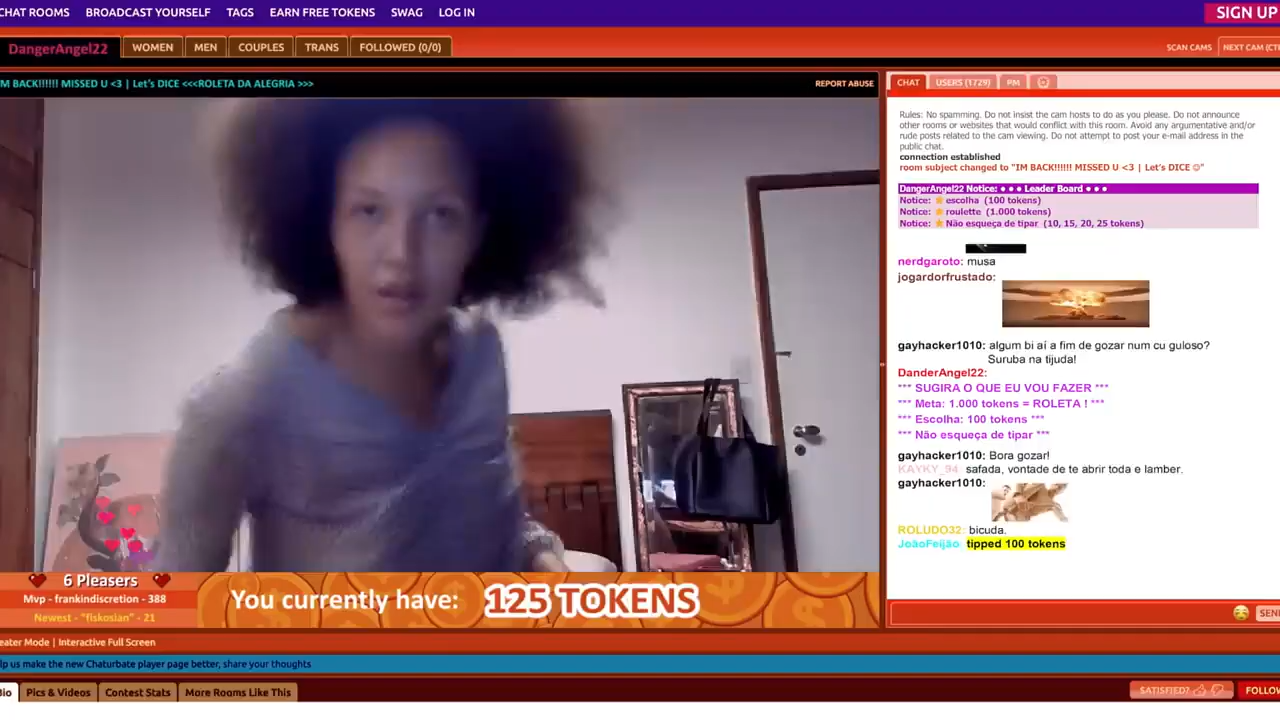 CHAT ROOMS BROADCAST YOURSELF TAGS EARN FREE TOKENS SWAG LOG IN SIGN UP
DangerAngel22 WOMEN MEN COUPLES TRANS FOLLOWED (0/0) SCAN CAMS NEXT CAM (CT
M BACK!!!!!! MISSED U <3 | Let's DICE <<<ROLETA DA ALEGRIA >>> REPORT ABUSE
CHAT USERS (1729) PM
Rules: No spamming. Do not insist the cam hosts to do as you please. Do not announce
other rooms or websites that would conflict with this room. Avoid any argumentative and/or
rude posts related to the cam viewing. Do not attempt to post your e-mail address in the
public chat.
connection established
room subject changed to "IM BACK!!!!!! MISSED U <3 | Let's DICE ☺"
DangerAngel22 Notice: ● ● ● Leader Board ● ● ●
Notice: ★ escolha (100 tokens)
Notice: ★ roulette (1.000 tokens)
Notice: ★ Não esqueça de tipar (10, 15, 20, 25 tokens)
nerdgaroto: musa
jogardorfrustado:
gayhacker1010: algum bi aí a fim de gozar num cu guloso?
Suruba na tijuda!
DanderAngel22:
*** SUGIRA O QUE EU VOU FAZER ***
*** Meta: 1.000 tokens = ROLETA ! ***
*** Escolha: 100 tokens ***
*** Não esqueça de tipar ***
gayhacker1010: Bora gozar!
KAYKY_94: safada, vontade de te abrir toda e lamber.
gayhacker1010:
ROLUDO32: bicuda.
JoãoFeijão: tipped 100 tokens
6 Pleasers
Mvp - frankindiscretion - 388
Newest - "fiskosian" - 21
You currently have: 125 TOKENS
SEN
eater Mode | Interactive Full Screen
lp us make the new Chaturbate player page better, share your thoughts
Bio Pics & Videos Contest Stats More Rooms Like This SATISFIED? FOLLOW